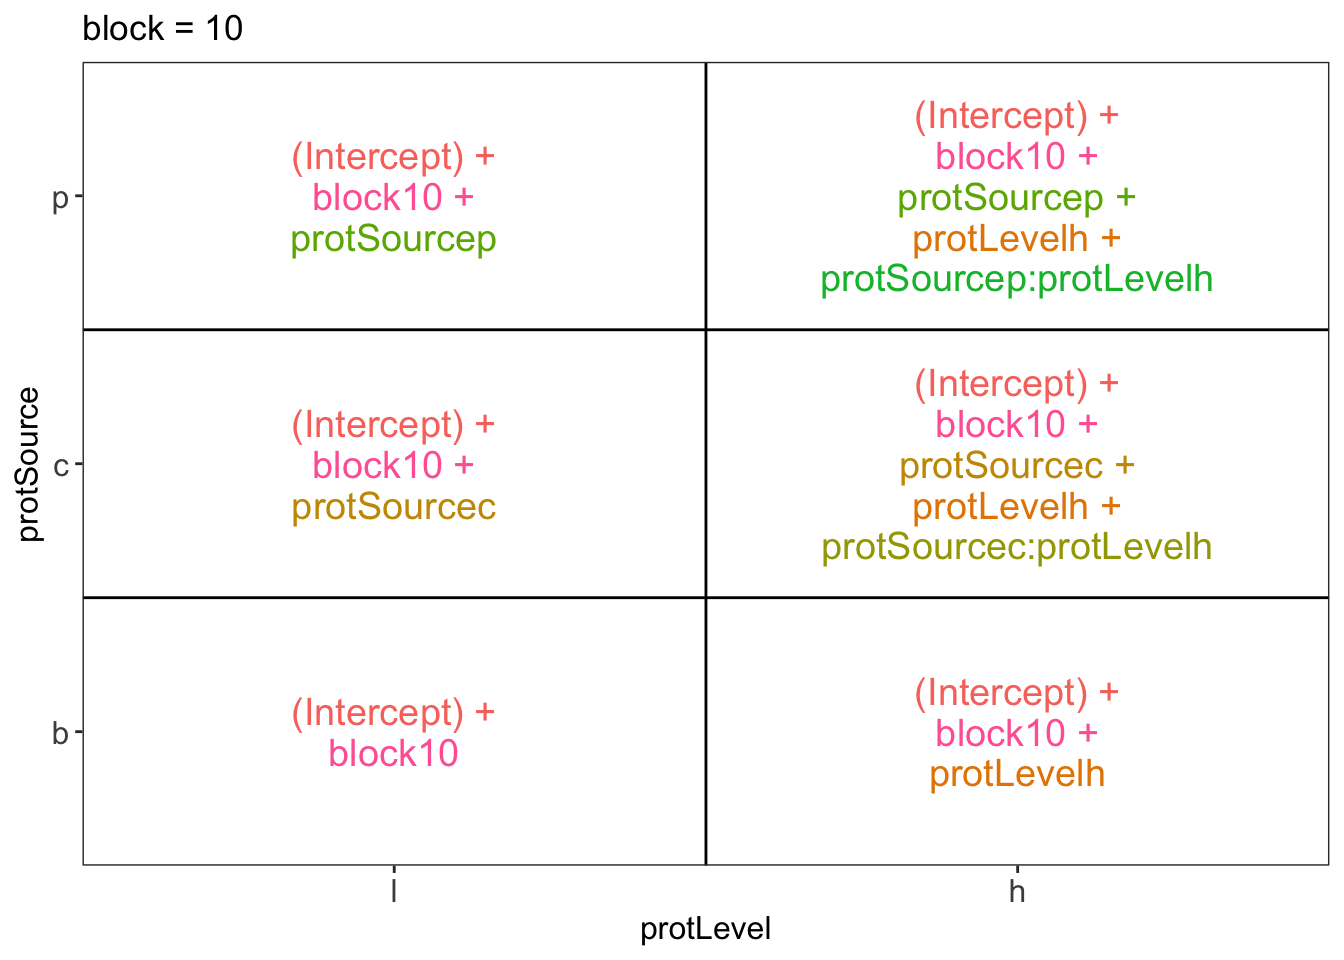 block = 10
protSource
p
(Intercept) +
block10 +
protSourcep
(Intercept) +
block10 +
protSourcep +
protLevelh +
protSourcep:protLevelh
c
(Intercept) +
block10 +
protSourcec
(Intercept) +
block10 +
protSourcec +
protLevelh +
protSourcec:protLevelh
b
(Intercept) +
block10
(Intercept) +
block10 +
protLevelh
l
h
protLevel